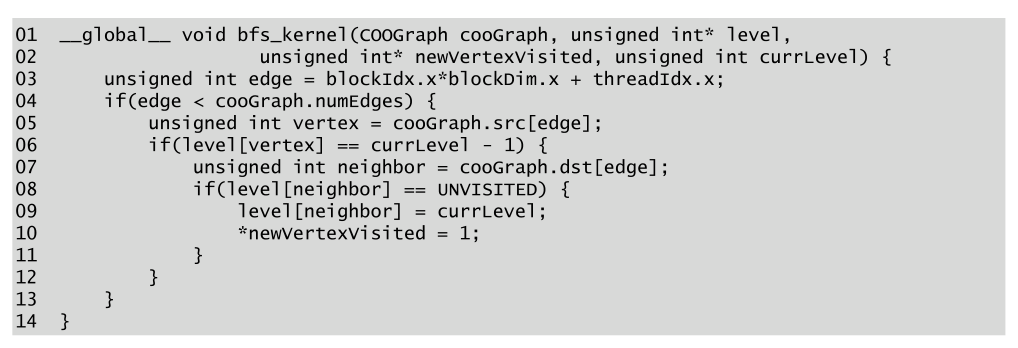 01 __global__ void bfs_kernel(COOGraph cooGraph, unsigned int* level,
02                   unsigned int* newVertexVisited, unsigned int currLevel) {
03     unsigned int edge = blockIdx.x*blockDim.x + threadIdx.x;
04     if(edge < cooGraph.numEdges) {
05         unsigned int vertex = cooGraph.src[edge];
06         if(level[vertex] == currLevel - 1) {
07             unsigned int neighbor = cooGraph.dst[edge];
08             if(level[neighbor] == UNVISITED) {
09                 level[neighbor] = currLevel;
10                 *newVertexVisited = 1;
11             }
12         }
13     }
14 }